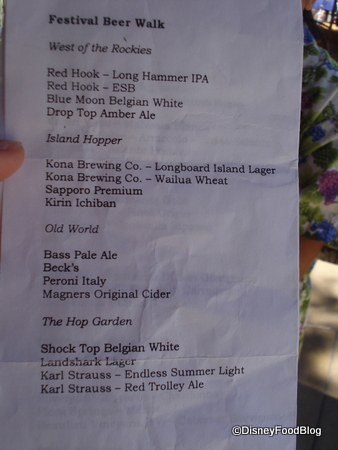 Festival Beer Walk
West of the Rockies
Red Hook – Long Hammer IPA
Red Hook – ESB
Blue Moon Belgian White
Drop Top Amber Ale
Island Hopper
Kona Brewing Co. – Longboard Island Lager
Kona Brewing Co. – Wailua Wheat
Sapporo Premium
Kirin Ichiban
Old World
Bass Pale Ale
Beck's
Peroni Italy
Magners Original Cider
The Hop Garden
Shock Top Belgian White
Landshark Lager
Karl Strauss – Endless Summer Light
Karl Strauss – Red Trolley Ale
©DisneyFoodBlog